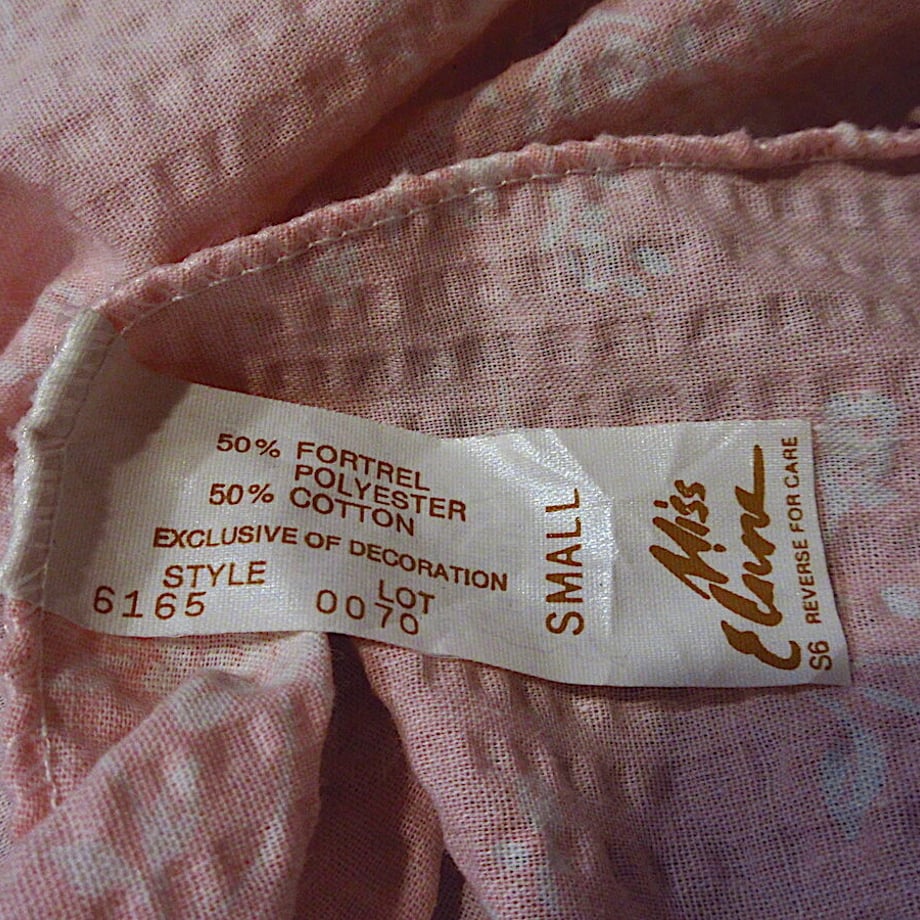 50% FORTREL
POLYESTER
50% COTTON
EXCLUSIVE OF DECORATION
STYLE LOT
6165 0070
SMALL
Miss
Elaine
S6 REVERSE FOR CARE